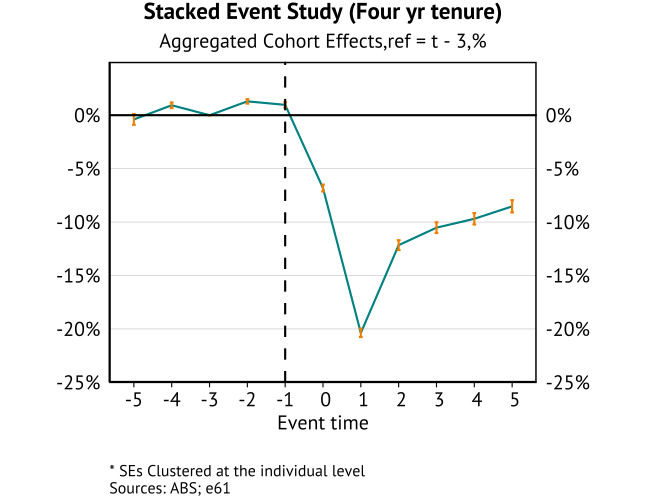 Stacked Event Study (Four yr tenure)
Aggregated Cohort Effects,ref = t - 3,%
0% 0%
-5% -5%
-10% -10%
-15% -15%
-20% -20%
-25% -25%
-5 -4 -3 -2 -1 0 1 2 3 4 5
Event time
* SEs Clustered at the individual level
Sources: ABS; e61